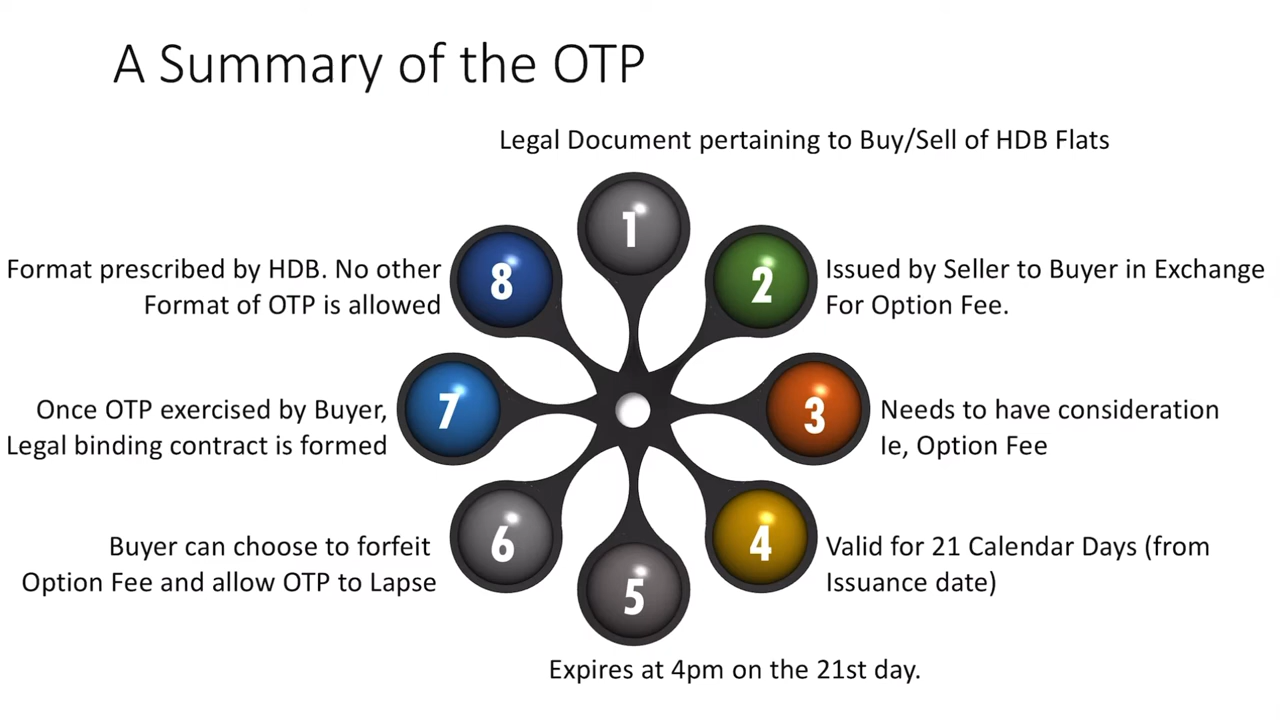 A Summary of the OTP
Legal Document pertaining to Buy/Sell of HDB Flats
1
2
Issued by Seller to Buyer in Exchange
For Option Fee.
3
Needs to have consideration
Ie, Option Fee
4
Valid for 21 Calendar Days (from
Issuance date)
5
Expires at 4pm on the 21st day.
6
Buyer can choose to forfeit
Option Fee and allow OTP to Lapse
7
Once OTP exercised by Buyer,
Legal binding contract is formed
8
Format prescribed by HDB. No other
Format of OTP is allowed